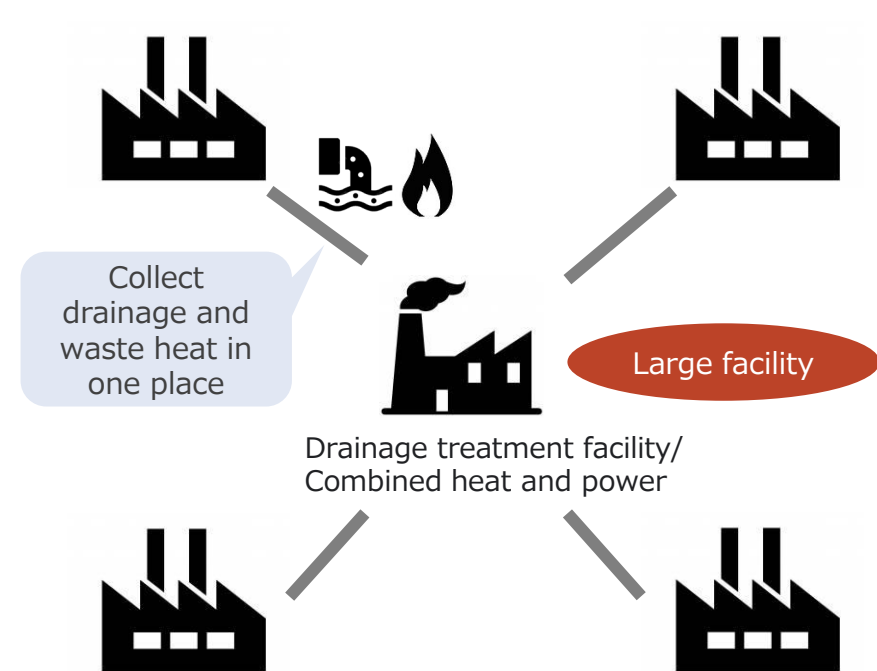 Collect
drainage and
waste heat in
one place
Large facility
Drainage treatment facility/
Combined heat and power